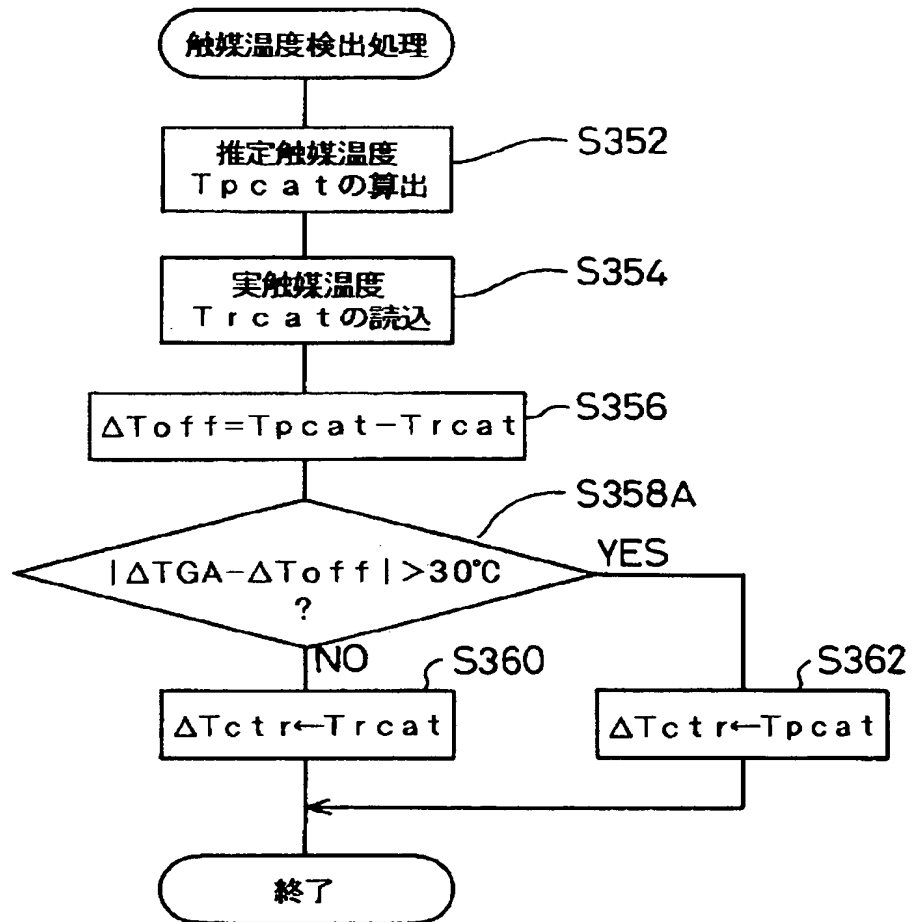 触媒温度検出処理
S352
推定触媒温度
Tpcatの算出
S354
実触媒温度
Trcatの読込
S356
ΔToff=Tpcat−Trcat
S358A
|ΔTGA−ΔToff|>30℃
?
YES
NO
S360
ΔTctr←Trcat
S362
ΔTctr←Tpcat
終了